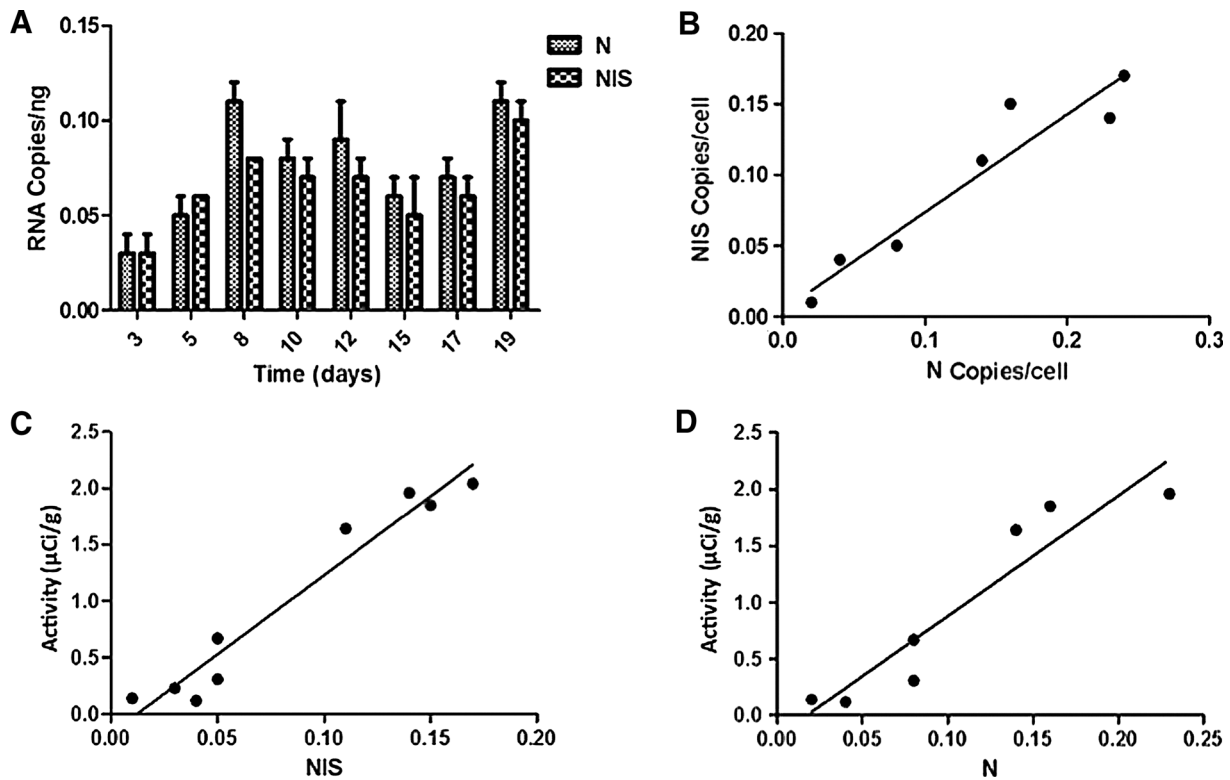 A
0.15
0.10
0.05
0.00
RNA Copies/ng
3 5 8 10 12 15 17 19
Time (days)
N
NIS
B
0.20
0.15
0.10
0.05
0.00
NIS Copies/cell
0.0 0.1 0.2 0.3
N Copies/cell
C
2.5
2.0
1.5
1.0
0.5
0.0
Activity (µCi/g)
0.00 0.05 0.10 0.15 0.20
NIS
D
2.5
2.0
1.5
1.0
0.5
0.0
Activity (µCi/g)
0.00 0.05 0.10 0.15 0.20 0.25
N